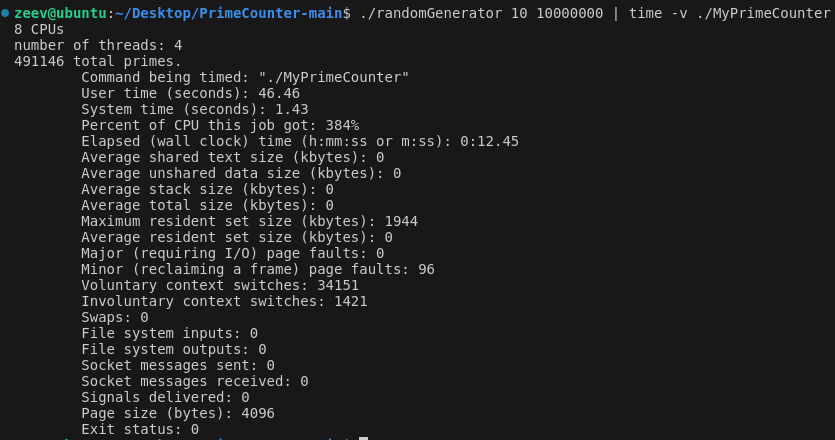 zeev@ubuntu:~/Desktop/PrimeCounter-main$ ./randomGenerator 10 10000000 | time -v ./MyPrimeCounter
8 CPUs
number of threads: 4
491146 total primes.
Command being timed: "./MyPrimeCounter"
User time (seconds): 46.46
System time (seconds): 1.43
Percent of CPU this job got: 384%
Elapsed (wall clock) time (h:mm:ss or m:ss): 0:12.45
Average shared text size (kbytes): 0
Average unshared data size (kbytes): 0
Average stack size (kbytes): 0
Average total size (kbytes): 0
Maximum resident set size (kbytes): 1944
Average resident set size (kbytes): 0
Major (requiring I/O) page faults: 0
Minor (reclaiming a frame) page faults: 96
Voluntary context switches: 34151
Involuntary context switches: 1421
Swaps: 0
File system inputs: 0
File system outputs: 0
Socket messages sent: 0
Socket messages received: 0
Signals delivered: 0
Page size (bytes): 4096
Exit status: 0